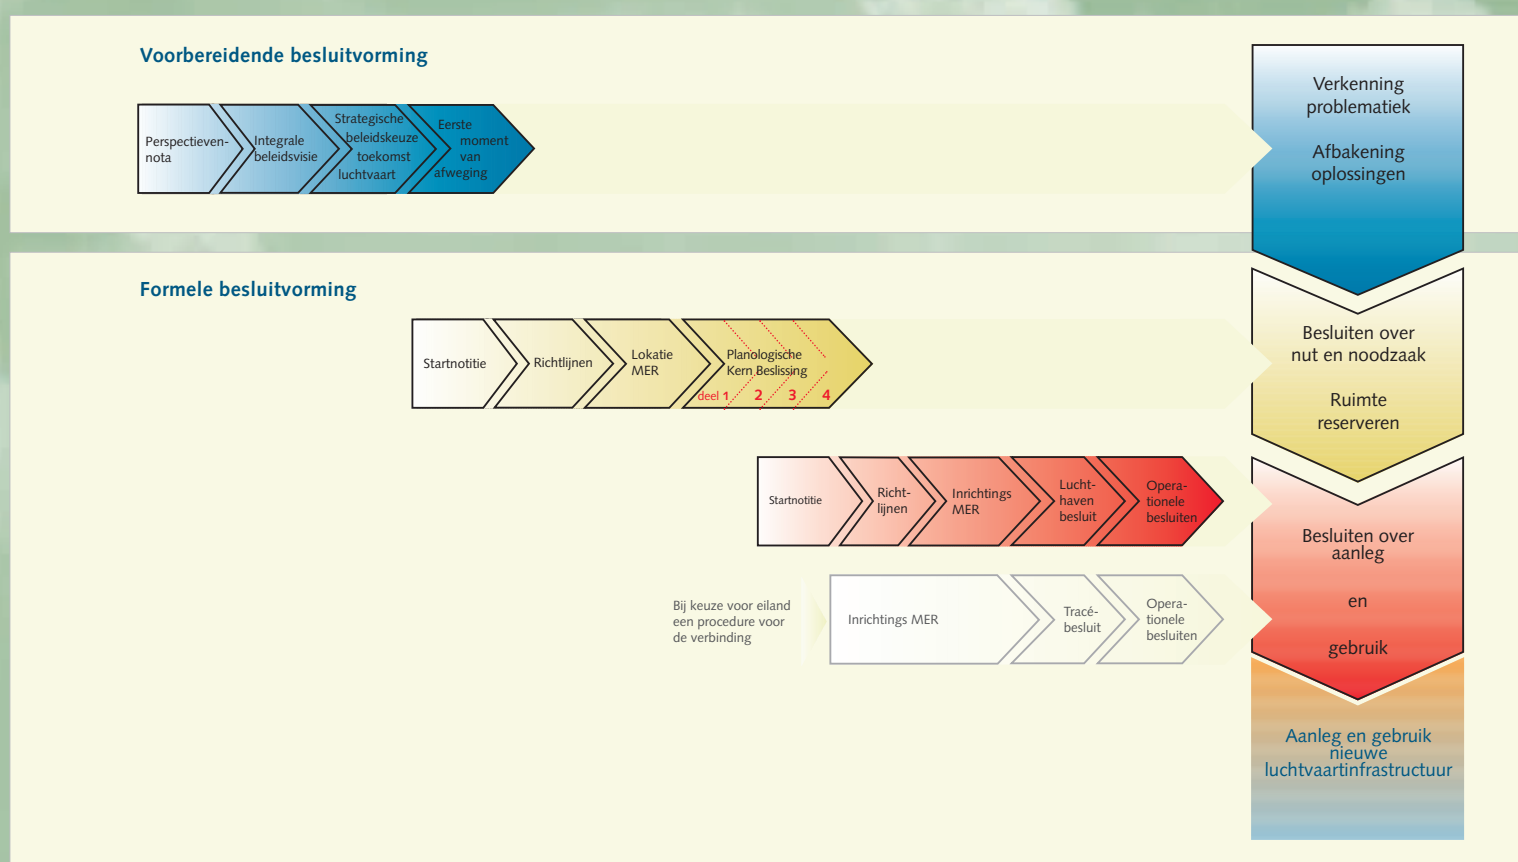 Voorbereidende besluitvorming
Perspectieven-
nota
Integrale
beleidsvisie
Strategische
beleidskeuze
toekomst
luchtvaart
Eerste
moment
van
afweging
Verkenning
problematiek
Afbakening
oplossingen
Formele besluitvorming
Startnotitie
Richtlijnen
Lokatie
MER
Planologische
Kern Beslissing
deel 1 2 3 4
Besluiten over
nut en noodzaak
Ruimte
reserveren
Startnotitie
Richt-
lijnen
Inrichtings
MER
Lucht-
haven
besluit
Opera-
tionele
besluiten
Besluiten over
aanleg
en
gebruik
Bij keuze voor eiland
een procedure voor
de verbinding
Inrichtings MER
Tracé-
besluit
Opera-
tionele
besluiten
Aanleg en gebruik
nieuwe
luchtvaartinfrastructuur